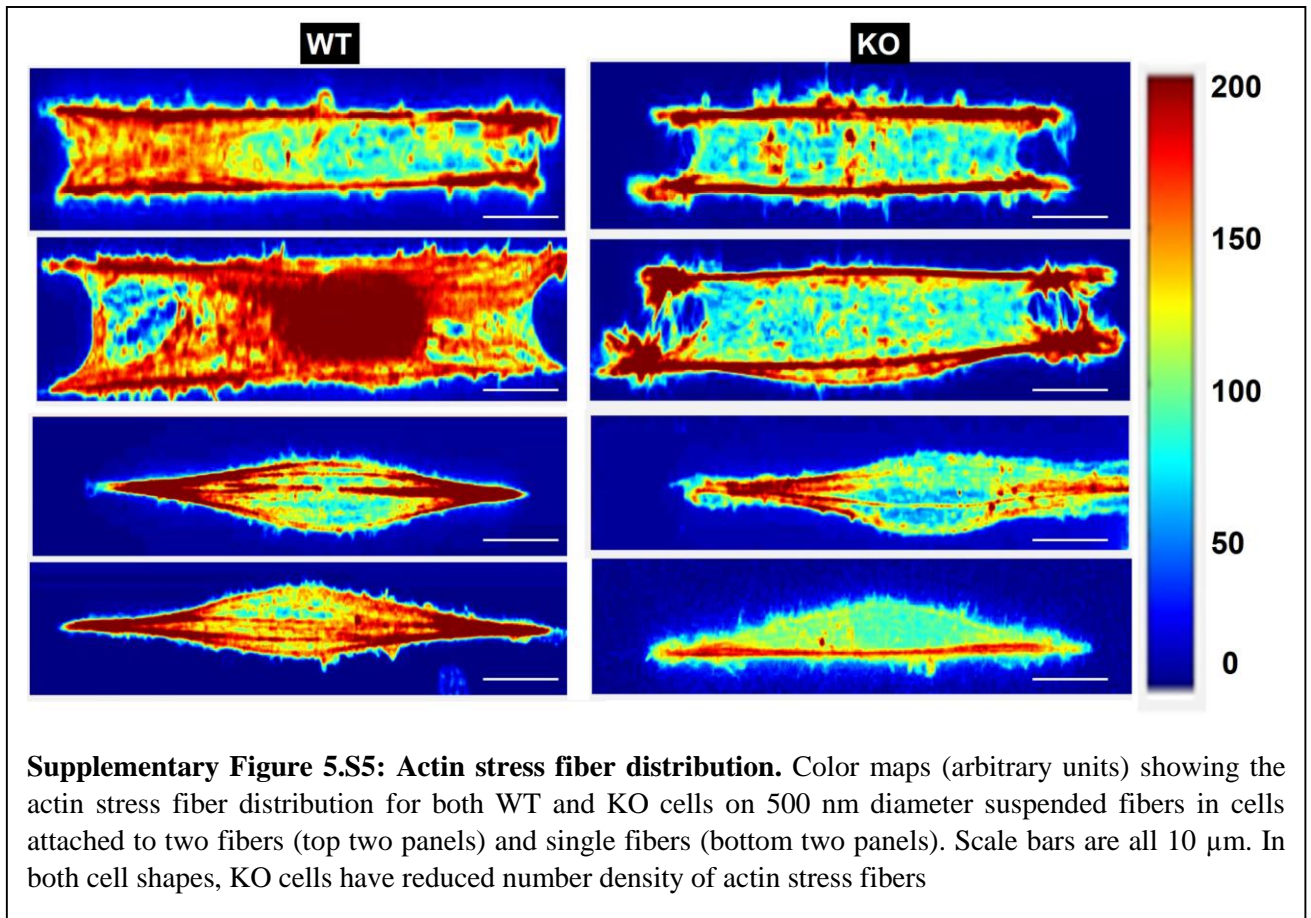 WT
KO
200
150
100
50
0
Supplementary Figure 5.S5: Actin stress fiber distribution. Color maps (arbitrary units) showing the
actin stress fiber distribution for both WT and KO cells on 500 nm diameter suspended fibers in cells
attached to two fibers (top two panels) and single fibers (bottom two panels). Scale bars are all 10 µm. In
both cell shapes, KO cells have reduced number density of actin stress fibers